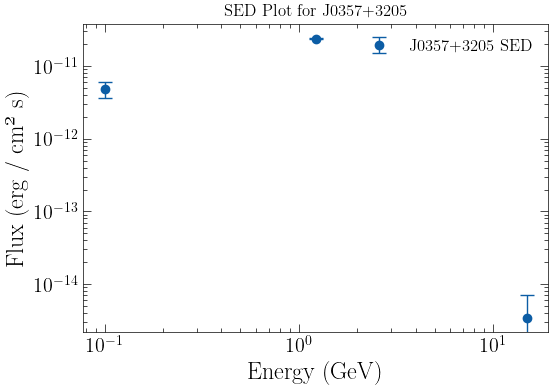 SED Plot for J0357+3205
J0357+3205 SED
Flux (erg / cm² s)
10⁻¹¹
10⁻¹²
10⁻¹³
10⁻¹⁴
10⁻¹
10⁰
10¹
Energy (GeV)